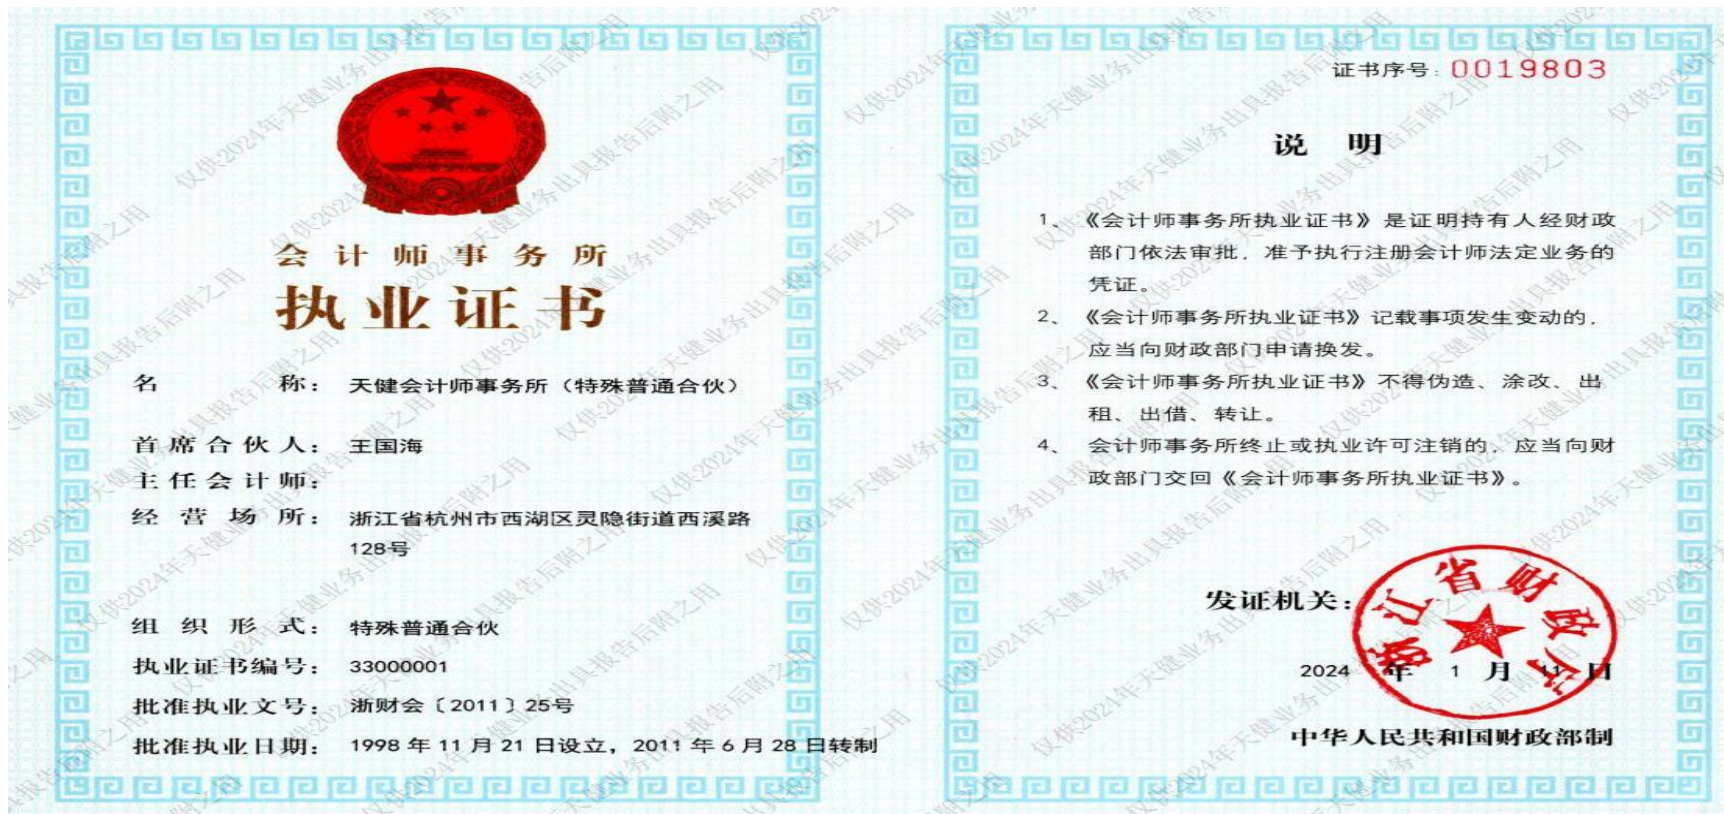 会计师事务所
执业证书
名 称： 天健会计师事务所（特殊普通合伙）
首席合伙人： 王国海
主任会计师：
经营场所： 浙江省杭州市西湖区灵隐街道西溪路
128号
组织形式： 特殊普通合伙
执业证书编号： 33000001
批准执业文号： 浙财会〔2011〕25号
批准执业日期： 1998年11月21日设立，2011年6月28日转制
证书序号：0019803
说 明
1、《会计师事务所执业证书》是证明持有人经财政
部门依法审批，准予执行注册会计师法定业务的
凭证。
2、《会计师事务所执业证书》记载事项发生变动的，
应当向财政部门申请换发。
3、《会计师事务所执业证书》不得伪造、涂改、出
租、出借、转让。
4、会计师事务所终止或执业许可注销的，应当向财
政部门交回《会计师事务所执业证书》。
发证机关：
浙江省财政厅
2024年1月11日
中华人民共和国财政部制
仅供2024年天健业务出具报告后附之用